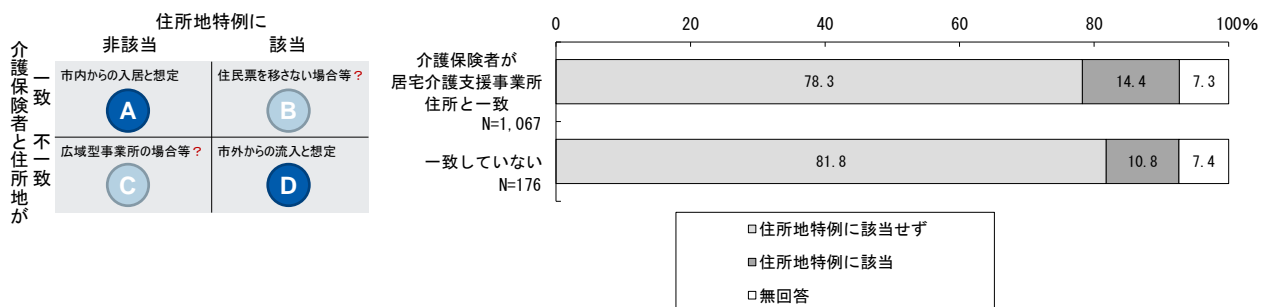 住所地特例に
非該当
該当
介護保険者と住所地が
一致
不一致
市内からの入居と想定
A
住民票を移さない場合等?
B
広域型事業所の場合等?
C
市外からの流入と想定
D
0
20
40
60
80
100%
介護保険者が
居宅介護支援事業所
住所と一致
N=1,067
78.3
14.4
7.3
一致していない
N=176
81.8
10.8
7.4
住所地特例に該当せず
住所地特例に該当
無回答